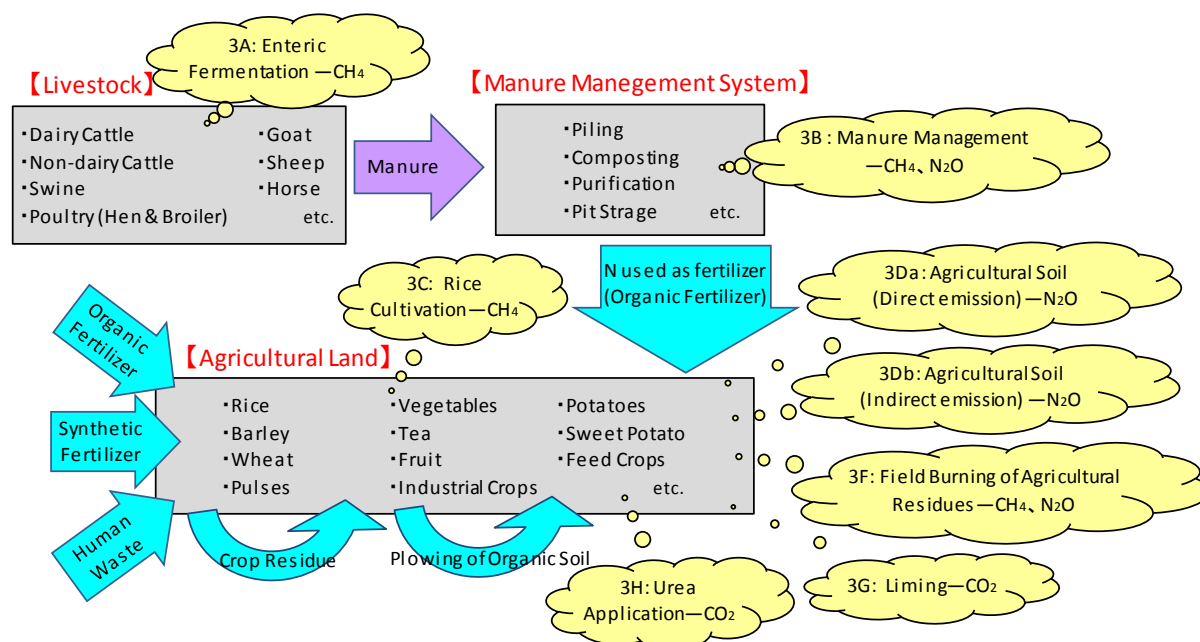 3A: Enteric
Fermentation—CH4
【Livestock】
・Dairy Cattle
・Non-dairy Cattle
・Swine
・Poultry (Hen & Broiler)
・Goat
・Sheep
・Horse
etc.
Manure
【Manure Manegement System】
・Piling
・Composting
・Purification
・Pit Strage
etc.
3B : Manure Management
—CH4、N2O
N used as fertilizer
(Organic Fertilizer)
3C: Rice
Cultivation—CH4
3Da: Agricultural Soil
(Direct emission) —N2O
3Db: Agricultural Soil
(Indirect emission) —N2O
3F: Field Burning of Agricultural
Residues—CH4、N2O
3G: Liming—CO2
3H: Urea
Application—CO2
Organic
Fertilizer
Synthetic
Fertilizer
Human
Waste
【Agricultural Land】
・Rice
・Barley
・Wheat
・Pulses
・Vegetables
・Tea
・Fruit
・Industrial Crops
・Potatoes
・Sweet Potato
・Feed Crops
etc.
Crop Residue
Plowing of Organic Soil